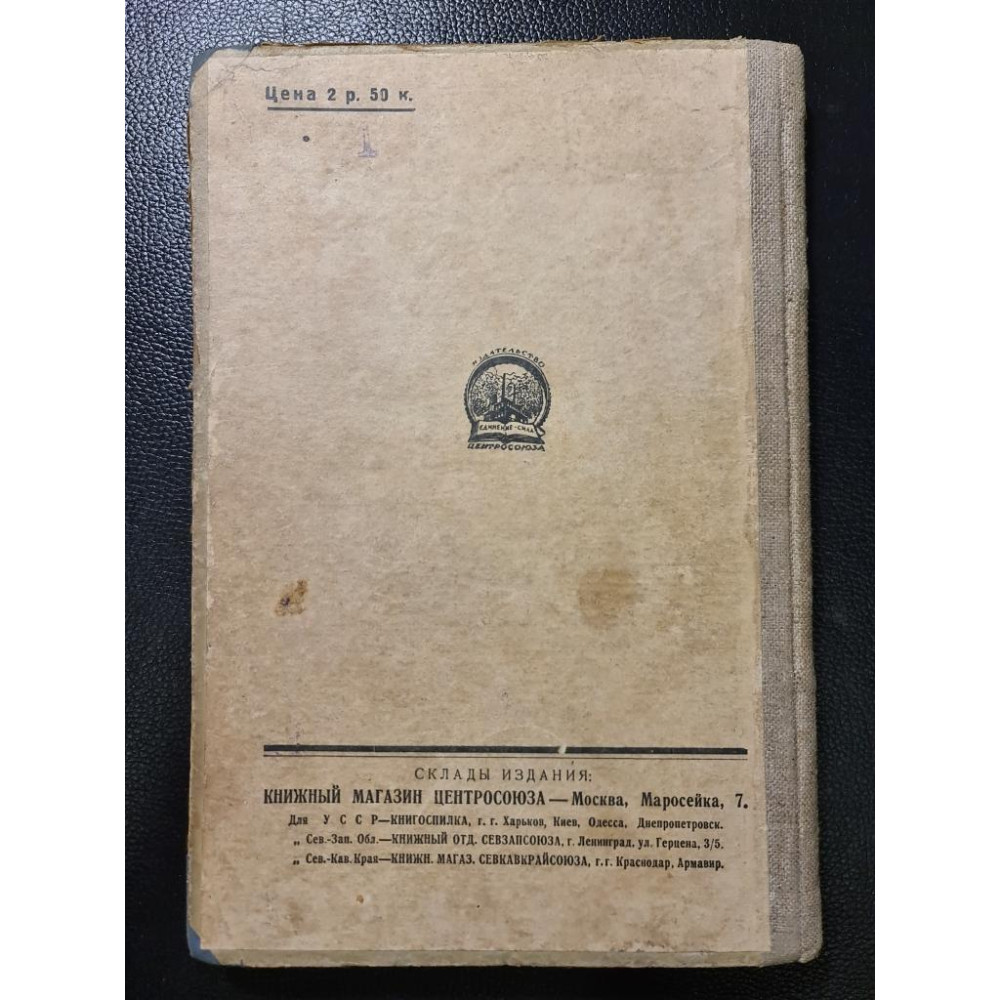 Цена 2 р. 50 к.
ИЗДАТЕЛЬСТВО
ЕДИНЕНИЕ-СИЛА
ЦЕНТРОСОЮЗА
СКЛАДЫ ИЗДАНИЯ:
КНИЖНЫЙ МАГАЗИН ЦЕНТРОСОЮЗА — Москва, Маросейка, 7.
Для У С С Р—КНИГОСПИЛКА, г. г. Харьков, Киев, Одесса, Днепропетровск.
„ Сев.-Зап. Обл.—КНИЖНЫЙ ОТД. СЕВЗАПСОЮЗА, г. Ленинград, ул. Герцена, 3/5.
„ Сев.-Кав. Края—КНИЖН. МАГАЗ. СЕВКАВКРАЙСОЮЗА, г. г. Краснодар, Армавир.